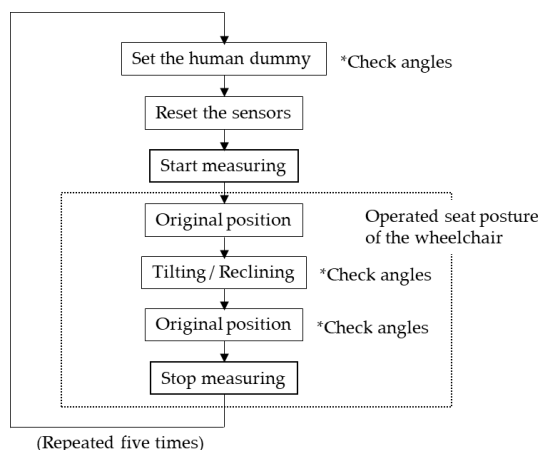 Set the human dummy
*Check angles
Reset the sensors
Start measuring
Original position
Operated seat posture
of the wheelchair
Tilting / Reclining
*Check angles
Original position
*Check angles
Stop measuring
(Repeated five times)